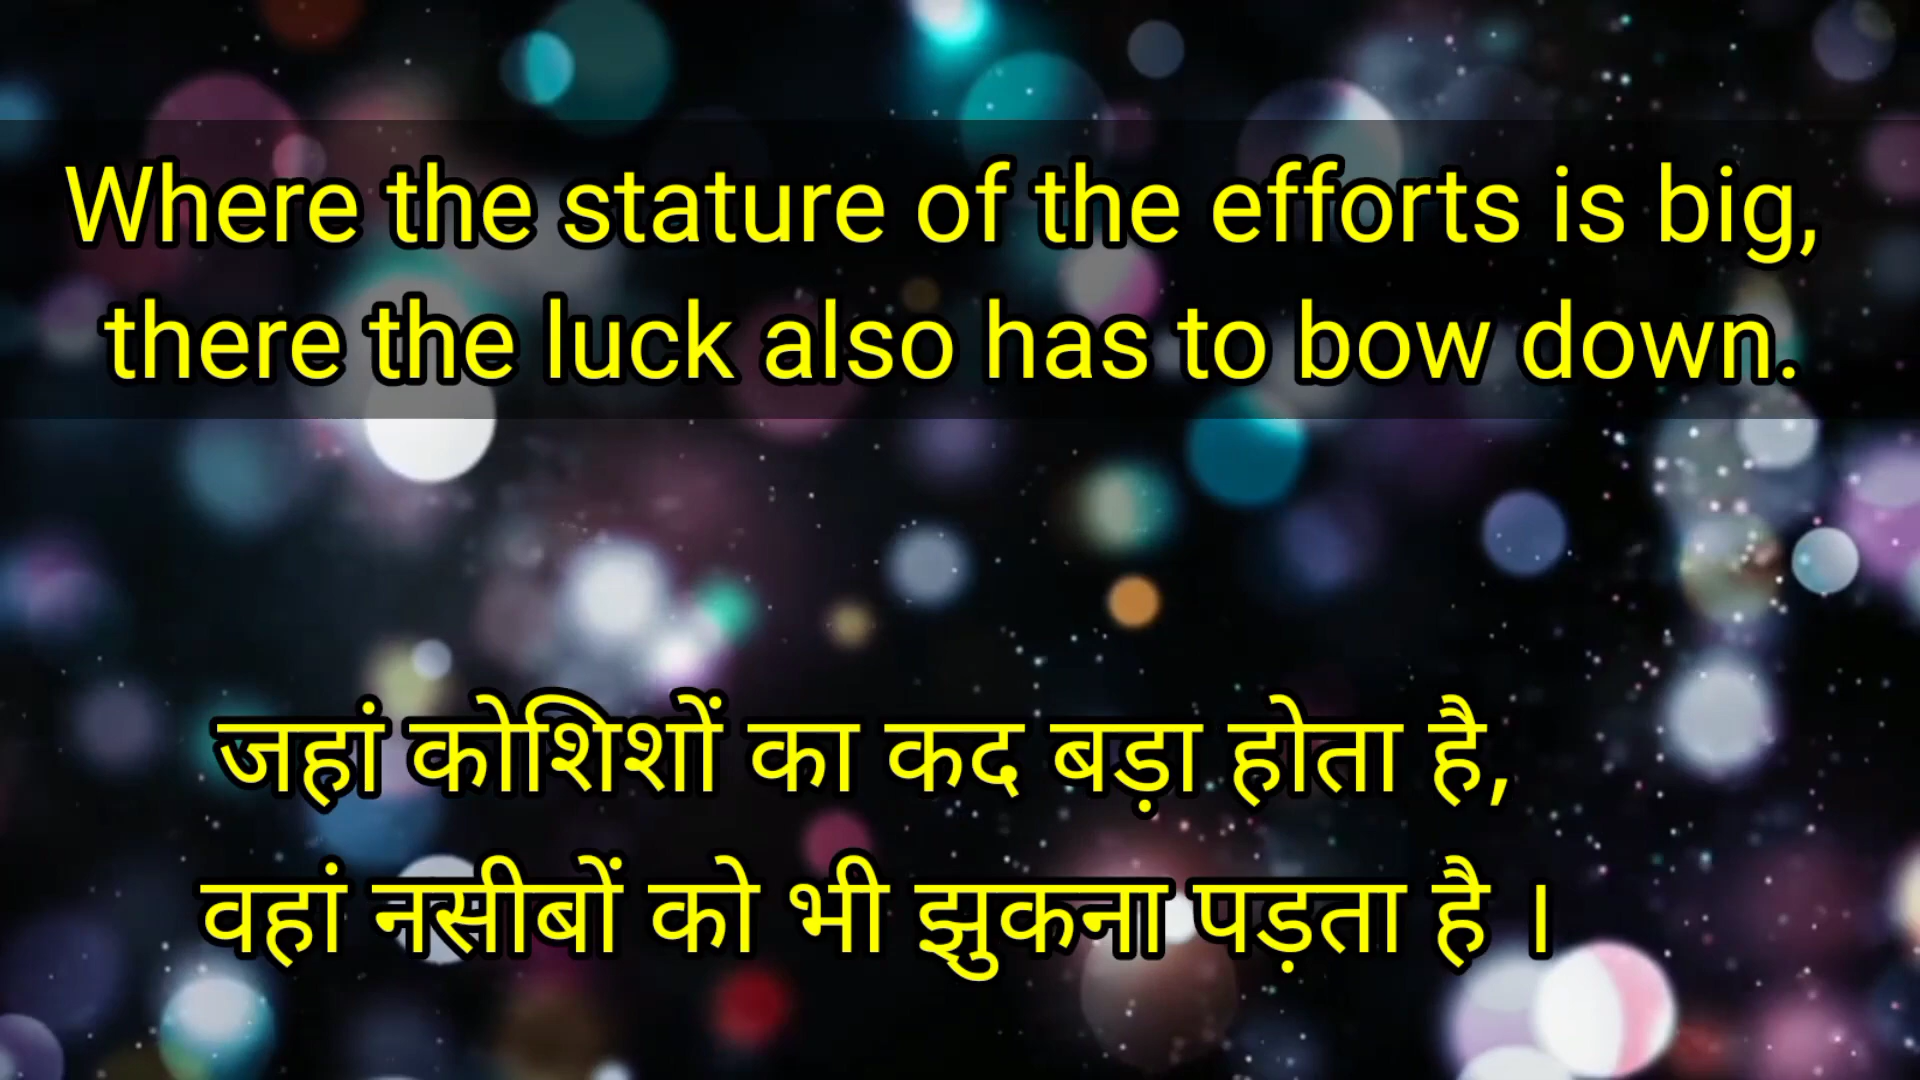 Where the stature of the efforts is big,
there the luck also has to bow down.
जहां कोशिशों का कद बड़ा होता है,
वहां नसीबों को भी झुकना पड़ता है ।